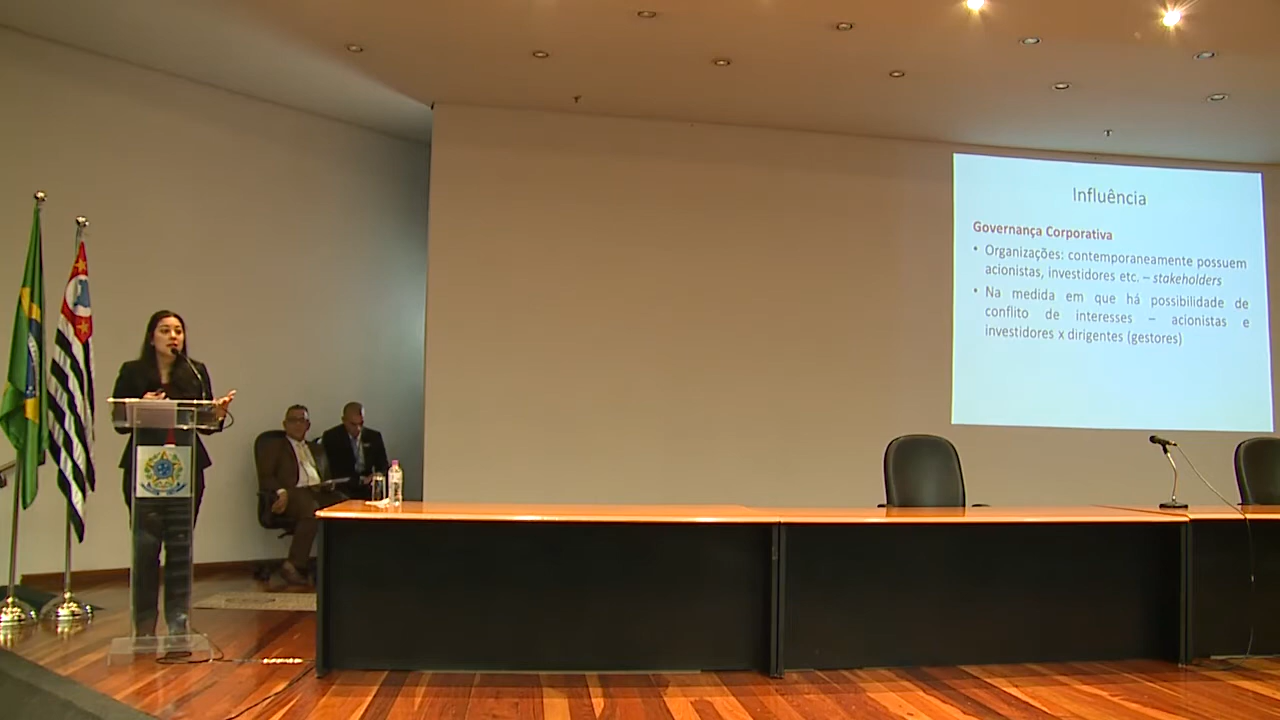 Influência
Governança Corporativa
• Organizações: contemporaneamente possuem
acionistas, investidores etc. – stakeholders
• Na medida em que há possibilidade de
conflito de interesses – acionistas e
investidores x dirigentes (gestores)